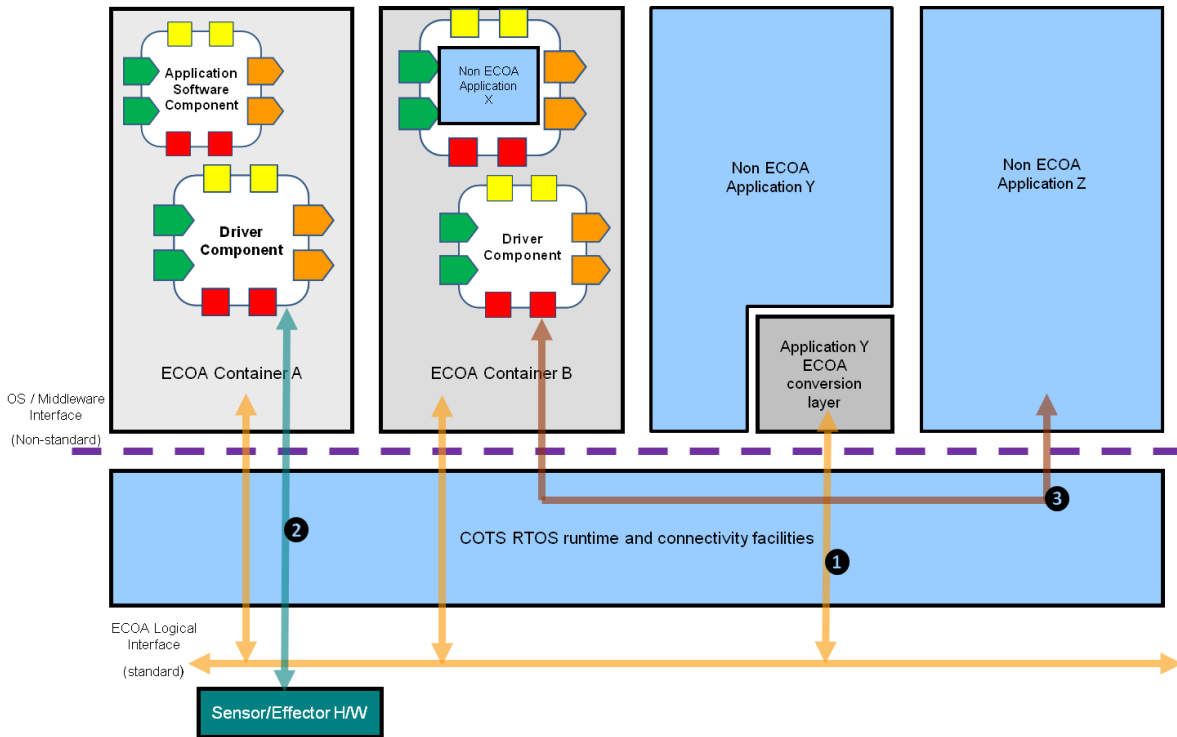 Application
Software
Component
Driver
Component
ECOA Container A
Non ECOA
Application
X
Driver
Component
ECOA Container B
Non ECOA
Application Y
Application Y
ECOA
conversion
layer
Non ECOA
Application Z
OS / Middleware
Interface
(Non-standard)
2
3
COTS RTOS runtime and connectivity facilities
1
ECOA Logical
Interface
(standard)
Sensor/Effector H/W